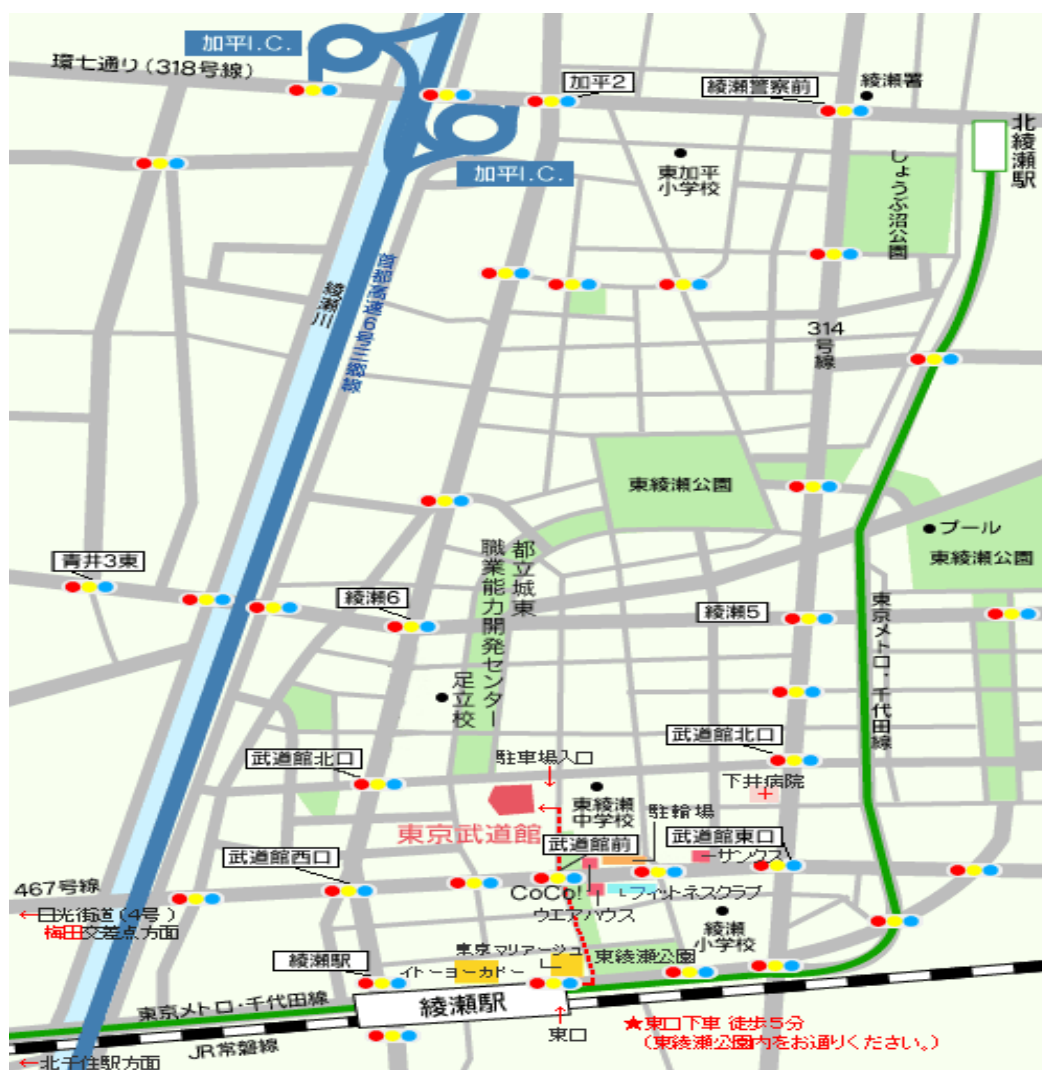 加平I.C.
環七通り(318号線)
加平2
綾瀬警察前
綾瀬署
北綾瀬駅
加平I.C.
東加平
小学校
しょうぶ沼公園
綾瀬川
首都高速6号三郷線
314号線
東綾瀬公園
プール
東綾瀬公園
青井3東
綾瀬6
都立城東
職業能力開発センター
足立校
綾瀬5
東京メトロ・千代田線
武道館北口
駐車場入口
武道館北口
下井病院
東京武道館
東綾瀬
中学校
駐輪場
武道館西口
武道館前
武道館東口
サンクス
467号線
CoCo!
フィットネスクラブ
ウエアハウス
←日光街道(4号)
梅田交差点方面
綾瀬
小学校
東京マリアージュ
東綾瀬公園
綾瀬駅
イトーヨーカドー
東京メトロ・千代田線
綾瀬駅
東口
★東口下車 徒歩5分
(東綾瀬公園内をお通りください。)
JR常磐線
←北千住駅方面